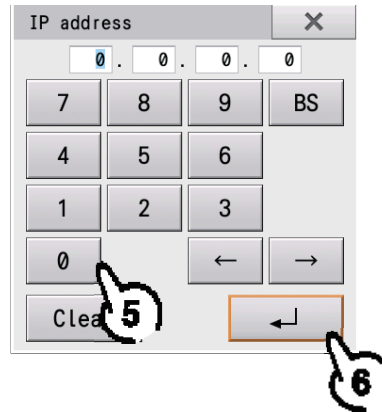 IP address ×
0 . 0 . 0 . 0
7 8 9 BS
4 5 6
1 2 3
0 ← →
Clea 5 ↵
6